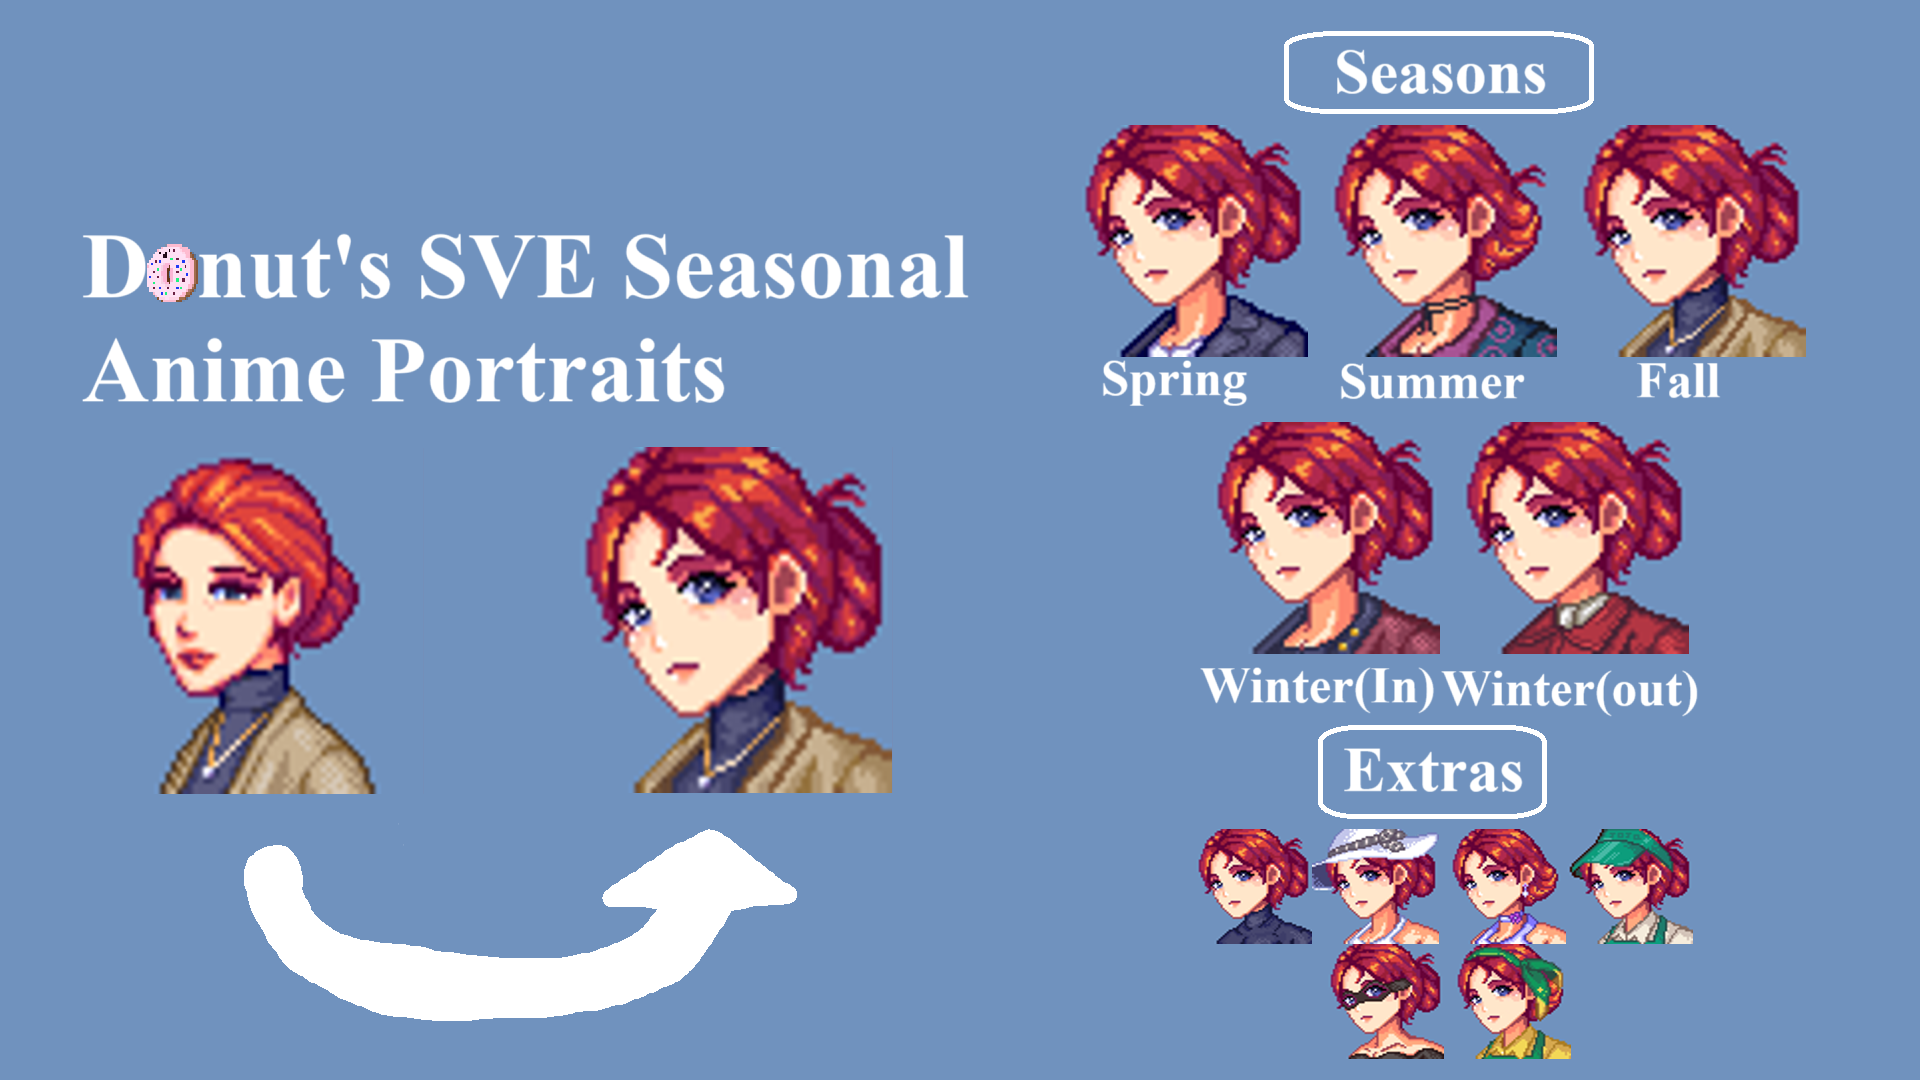 Donut's SVE Seasonal
Anime Portraits
Seasons
Spring
Summer
Fall
Winter(In)
Winter(out)
Extras